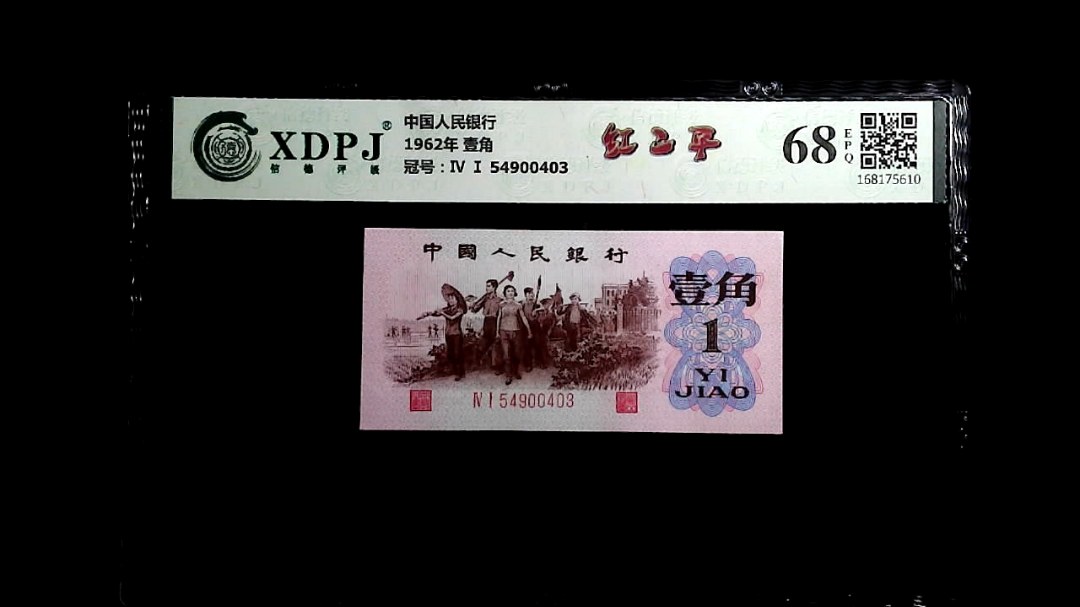 XDPJ®
信德评级
中国人民银行
1962年 壹角
冠号：Ⅳ Ⅰ 54900403
红二平
68
EPQ
168175610
中國人民銀行
壹角
1
YI
JIAO
Ⅳ Ⅰ 54900403